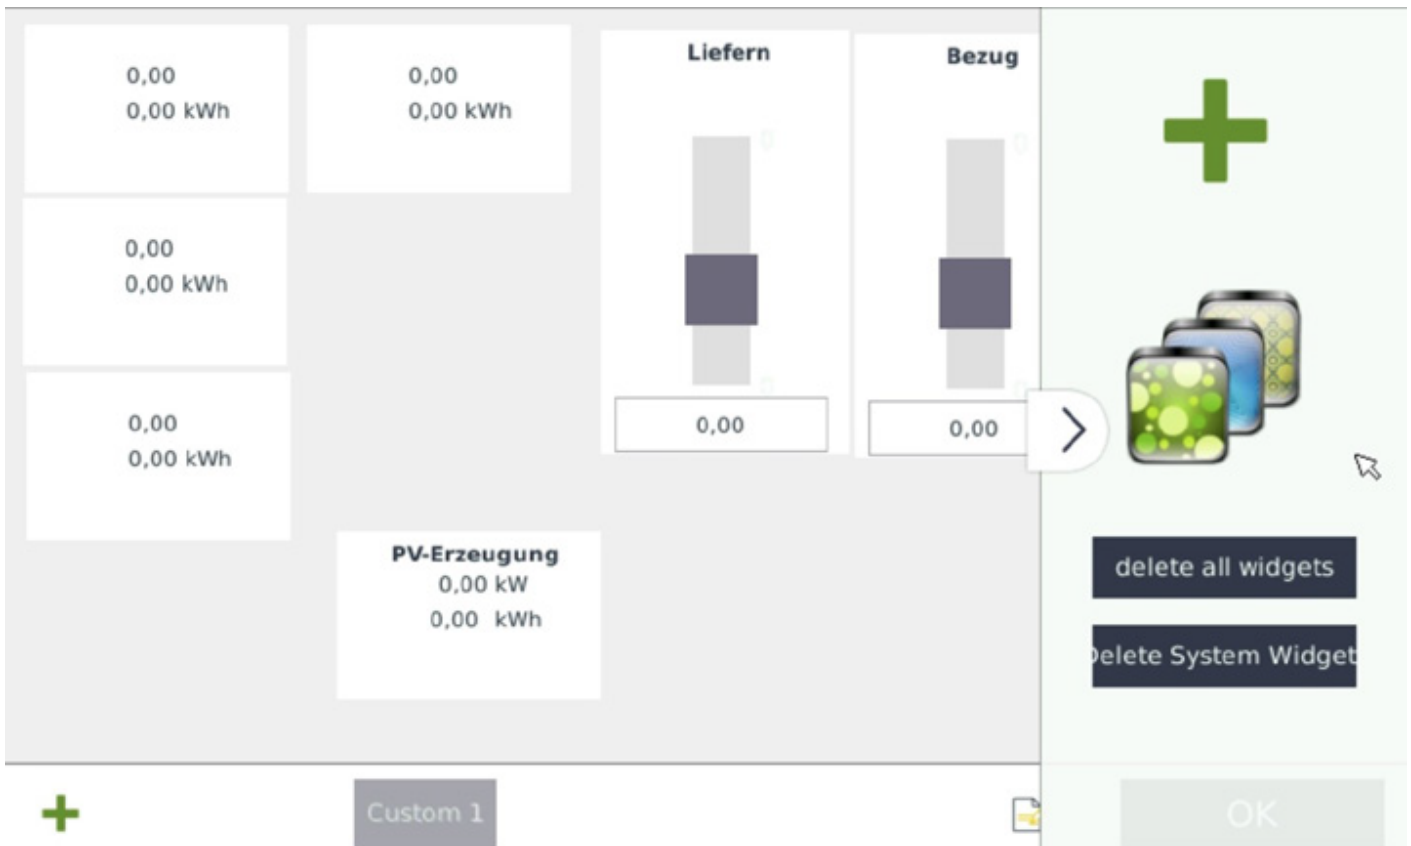 0,00
0,00 kWh
0,00
0,00 kWh
Liefern
0,00
Bezug
0,00
0,00
0,00 kWh
0,00
0,00 kWh
PV-Erzeugung
0,00 kW
0,00 kWh
delete all widgets
Delete System Widget
Custom 1
OK